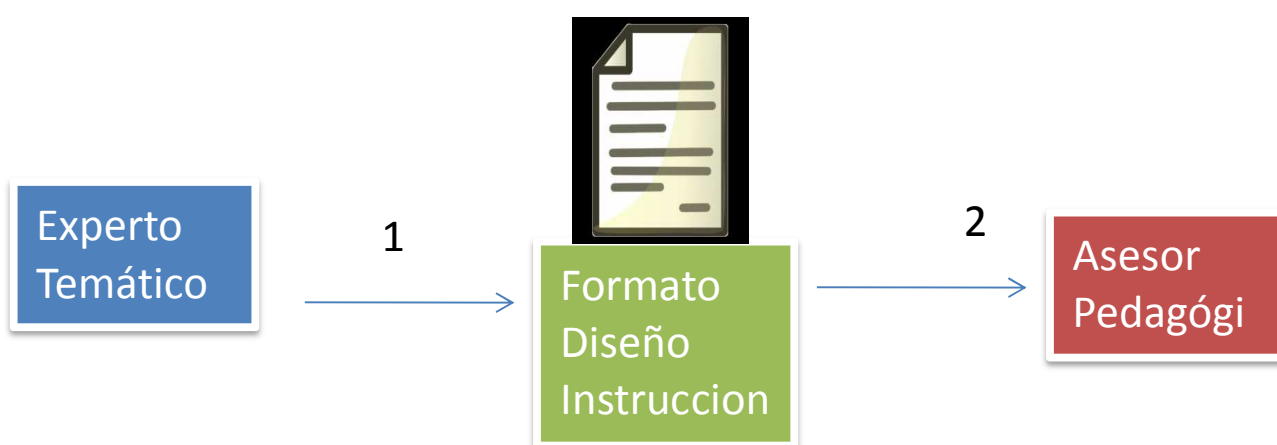 Experto
Temático
1
Formato
Diseño
Instruccion
2
Asesor
Pedagógi